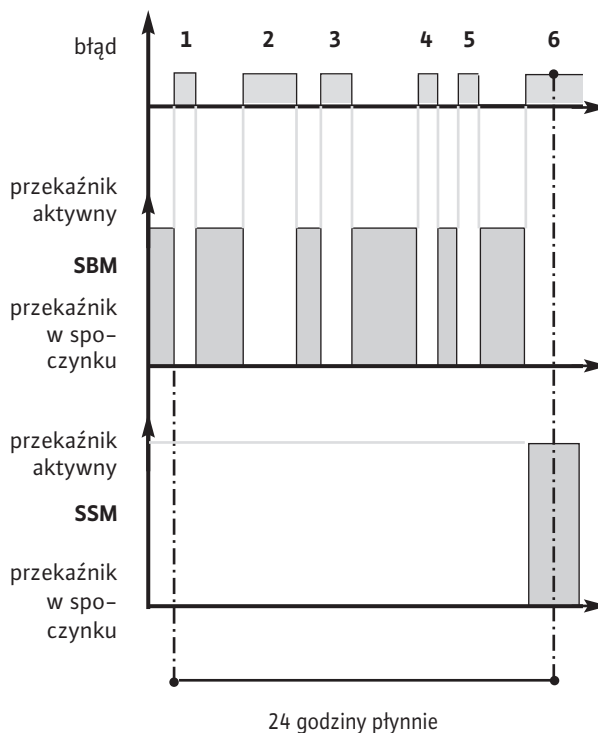 błąd
1 2 3 4 5 6
przekaźnik
aktywny
SBM
przekaźnik
w spo-
czynku
przekaźnik
aktywny
SSM
przekaźnik
w spo-
czynku
24 godziny płynnie